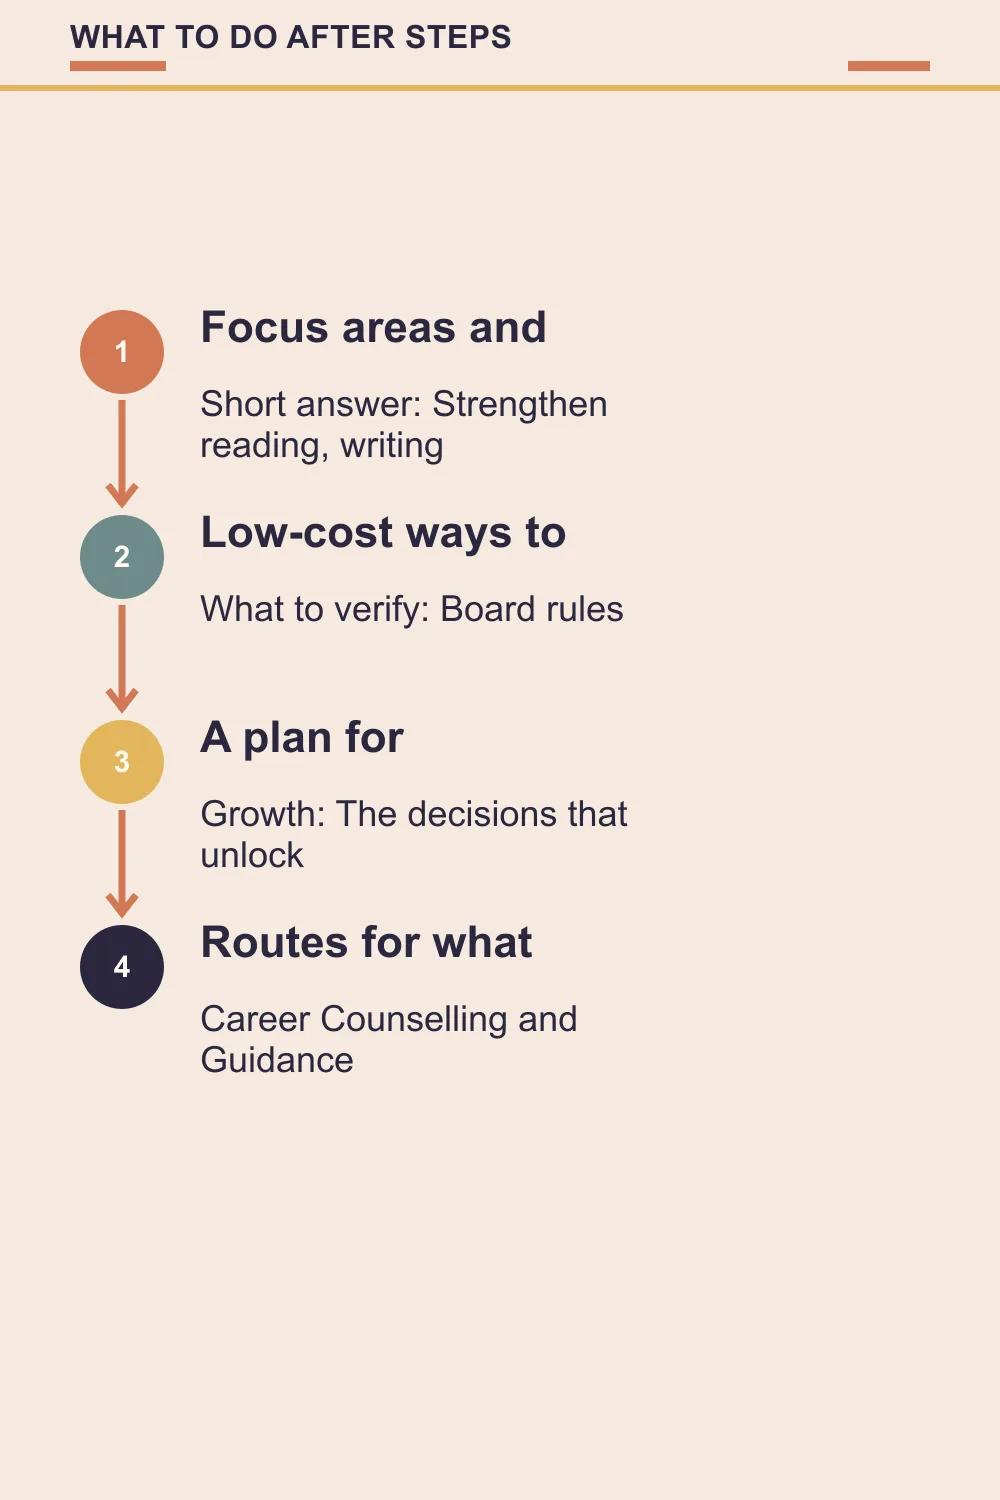 WHAT TO DO AFTER STEPS
1
Focus areas and
Short answer: Strengthen
reading, writing
2
Low-cost ways to
What to verify: Board rules
3
A plan for
Growth: The decisions that
unlock
4
Routes for what
Career Counselling and
Guidance